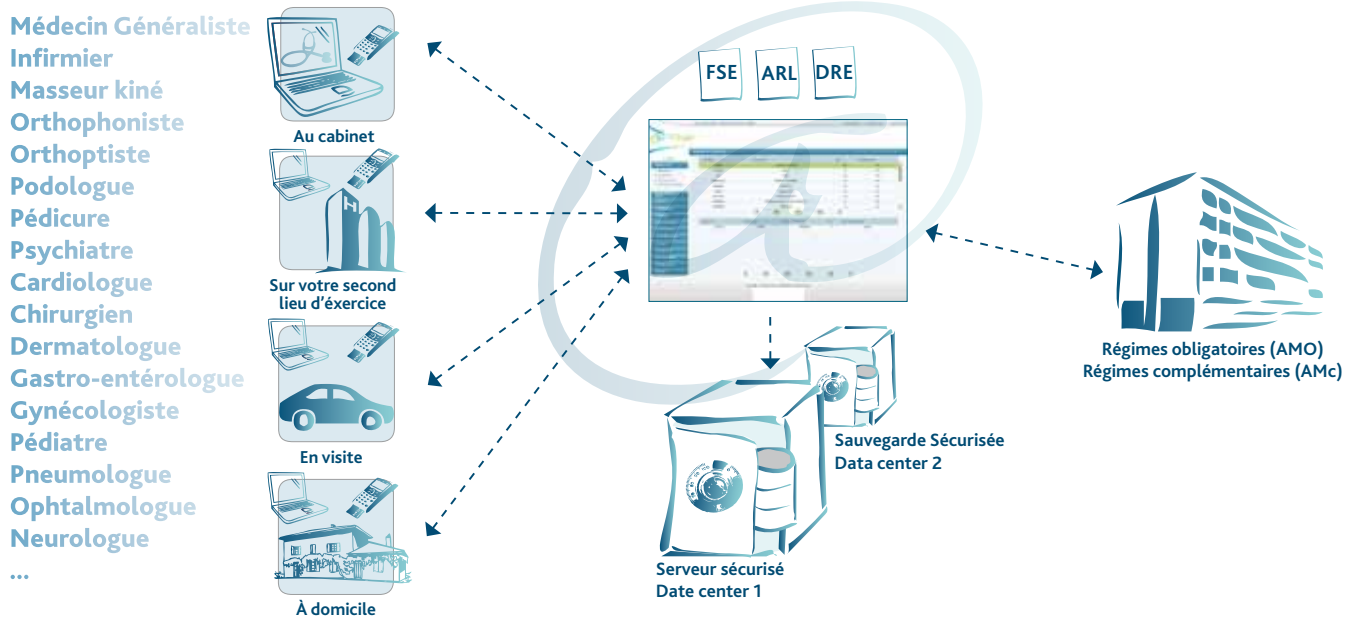 Médecin Généraliste
Infirmier
Masseur kiné
Orthophoniste
Orthoptiste
Podologue
Pédicure
Psychiatre
Cardiologue
Chirurgien
Dermatologue
Gastro-entérologue
Gynécologiste
Pédiatre
Pneumologue
Ophtalmologue
Neurologue
...
Au cabinet
H
Sur votre second
lieu d'éxercice
En visite
À domicile
FSE
ARL
DRE
Sauvegarde Sécurisée
Data center 2
Serveur sécurisé
Date center 1
Régimes obligatoires (AMO)
Régimes complémentaires (AMc)